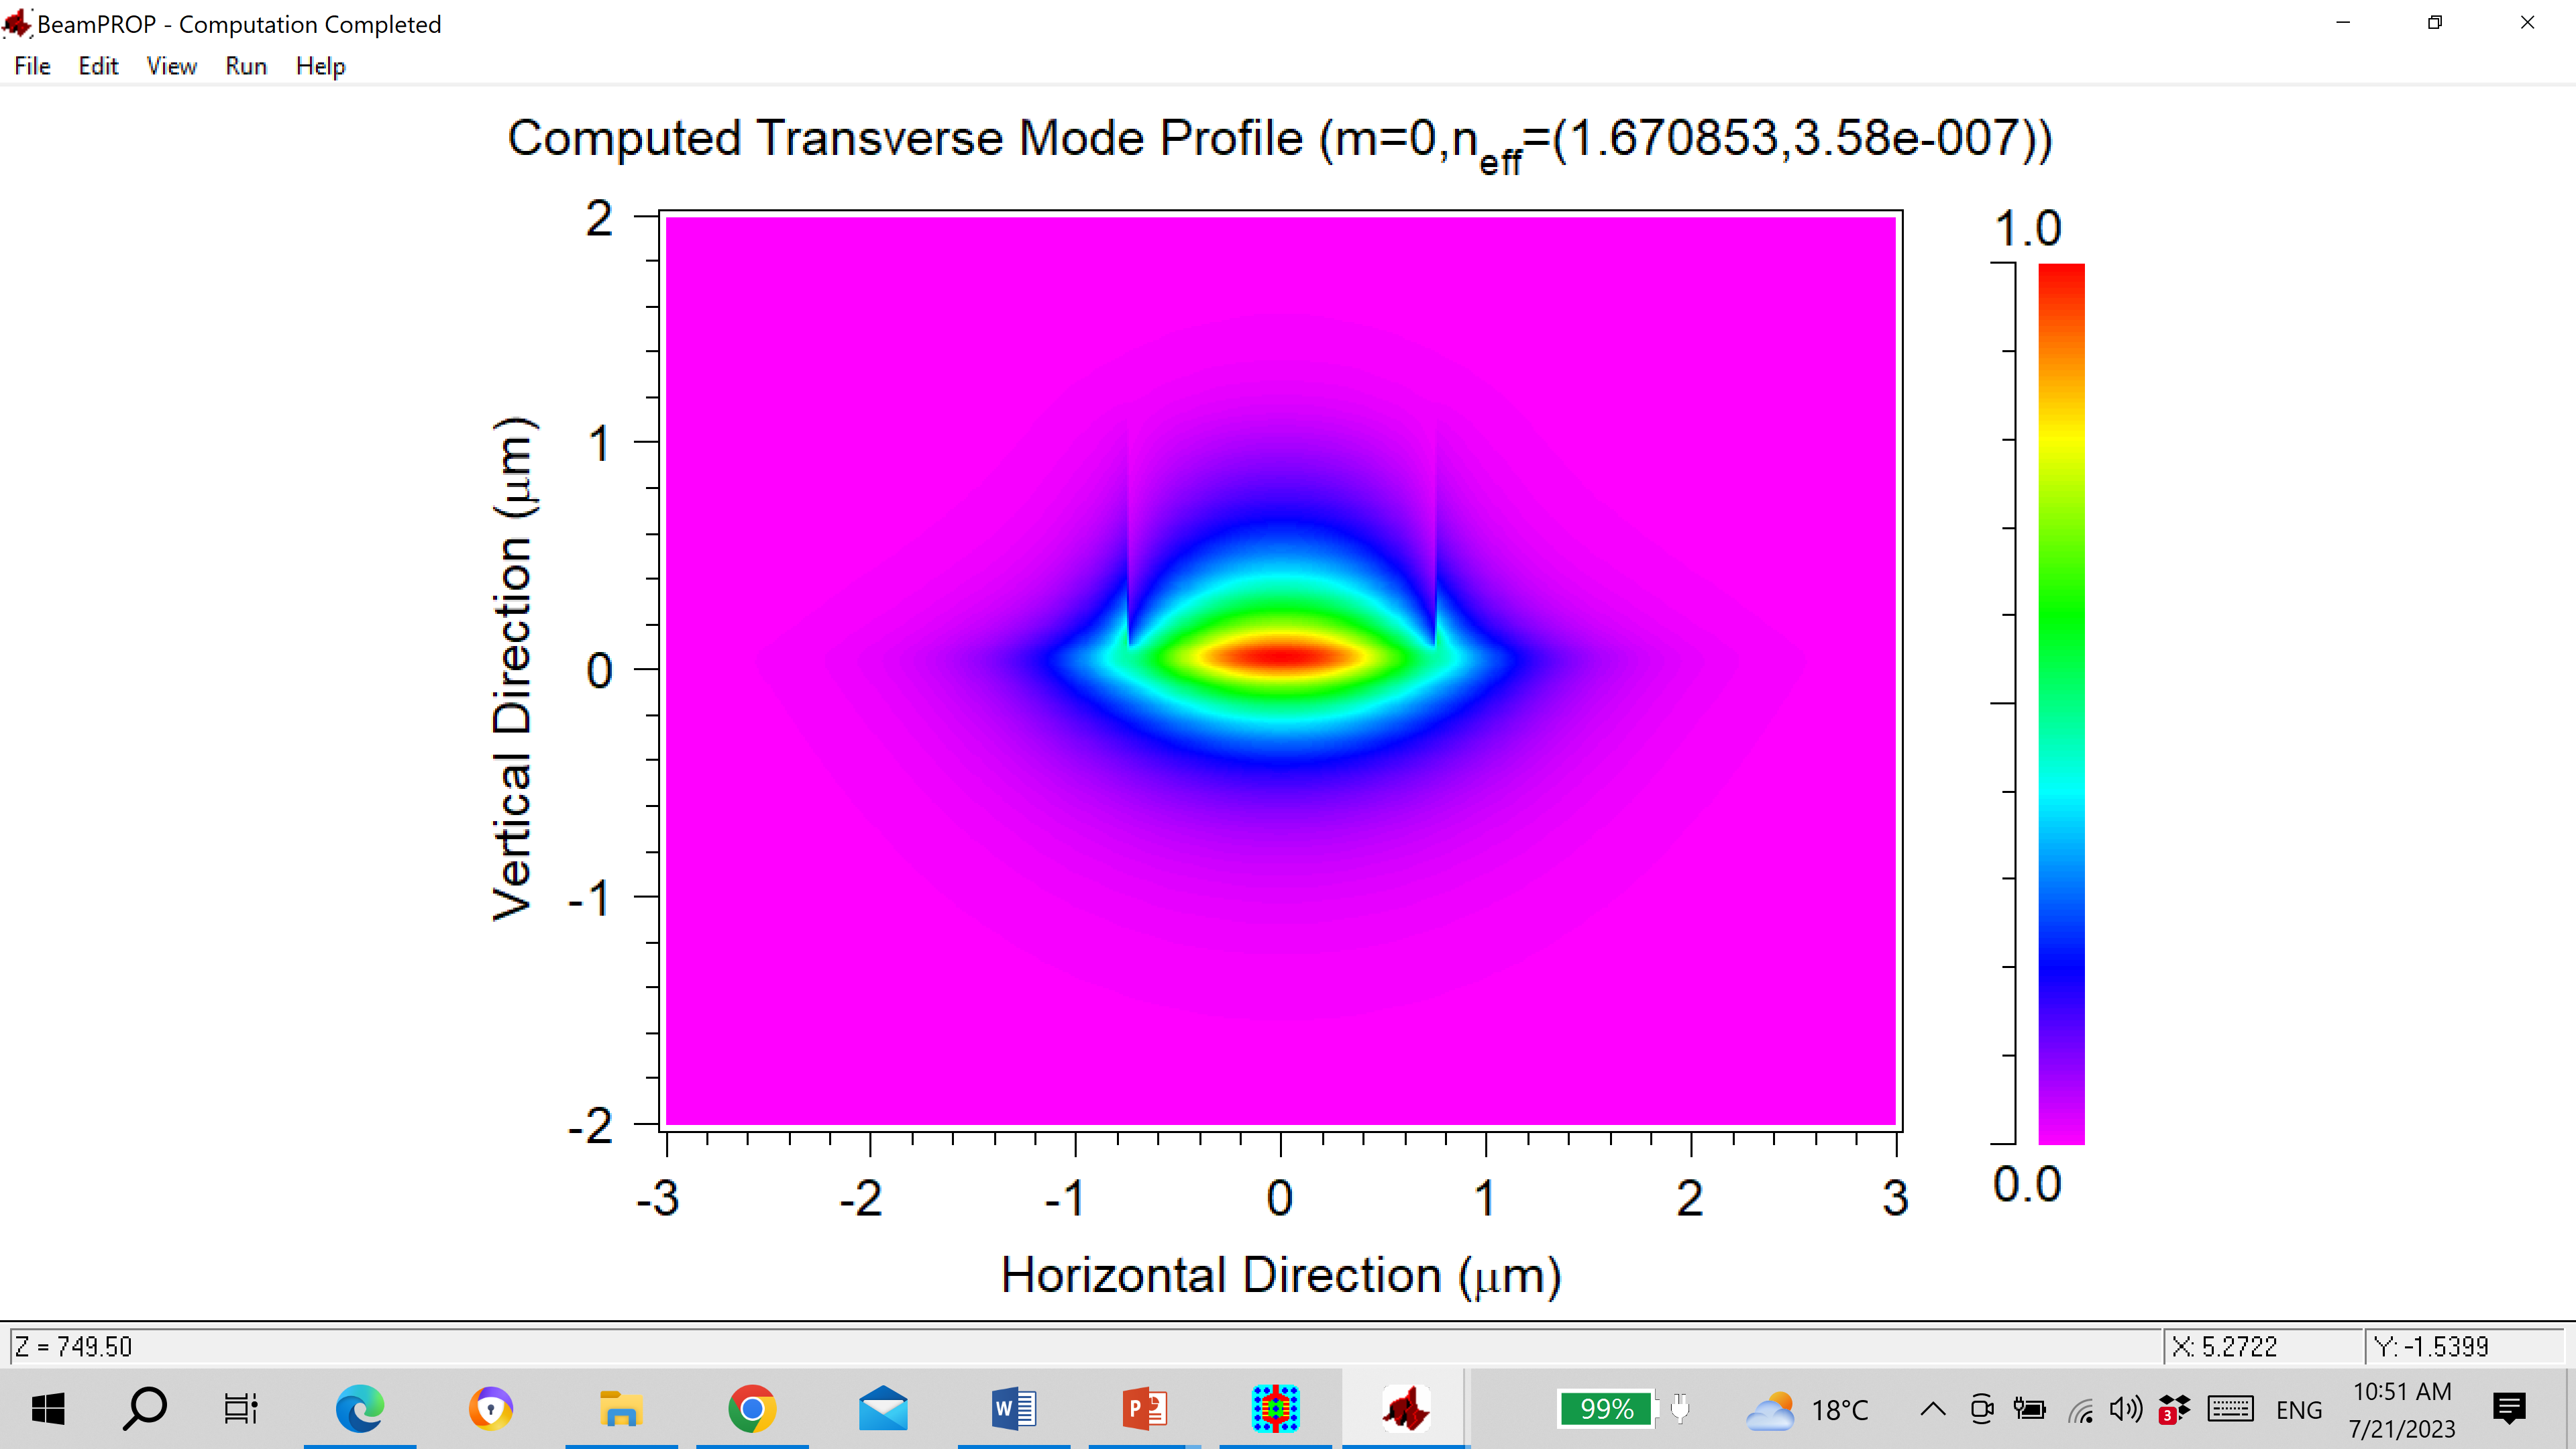 BeamPROP - Computation Completed
File Edit View Run Help
Computed Transverse Mode Profile (m=0,neff=(1.670853,3.58e-007))
2
1
0
-1
-2
Vertical Direction (μm)
-3 -2 -1 0 1 2 3
Horizontal Direction (μm)
1.0
0.0
Z = 749.50
X: 5.2722
Y: -1.5399
W
P
99%
18°C
3
ENG
10:51 AM
7/21/2023